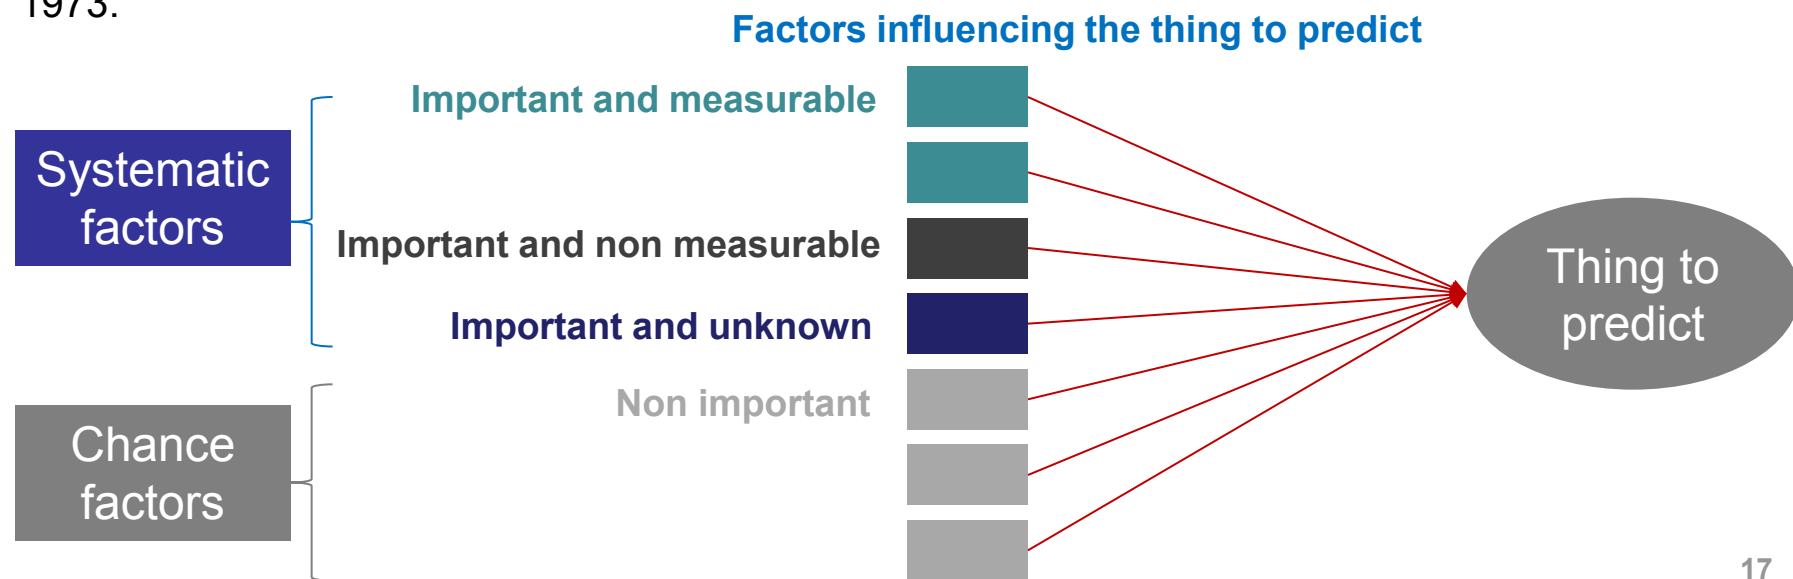 1973.
Factors influencing the thing to predict
Important and measurable
Systematic
factors
Important and non measurable
Important and unknown
Thing to
predict
Non important
Chance
factors
17